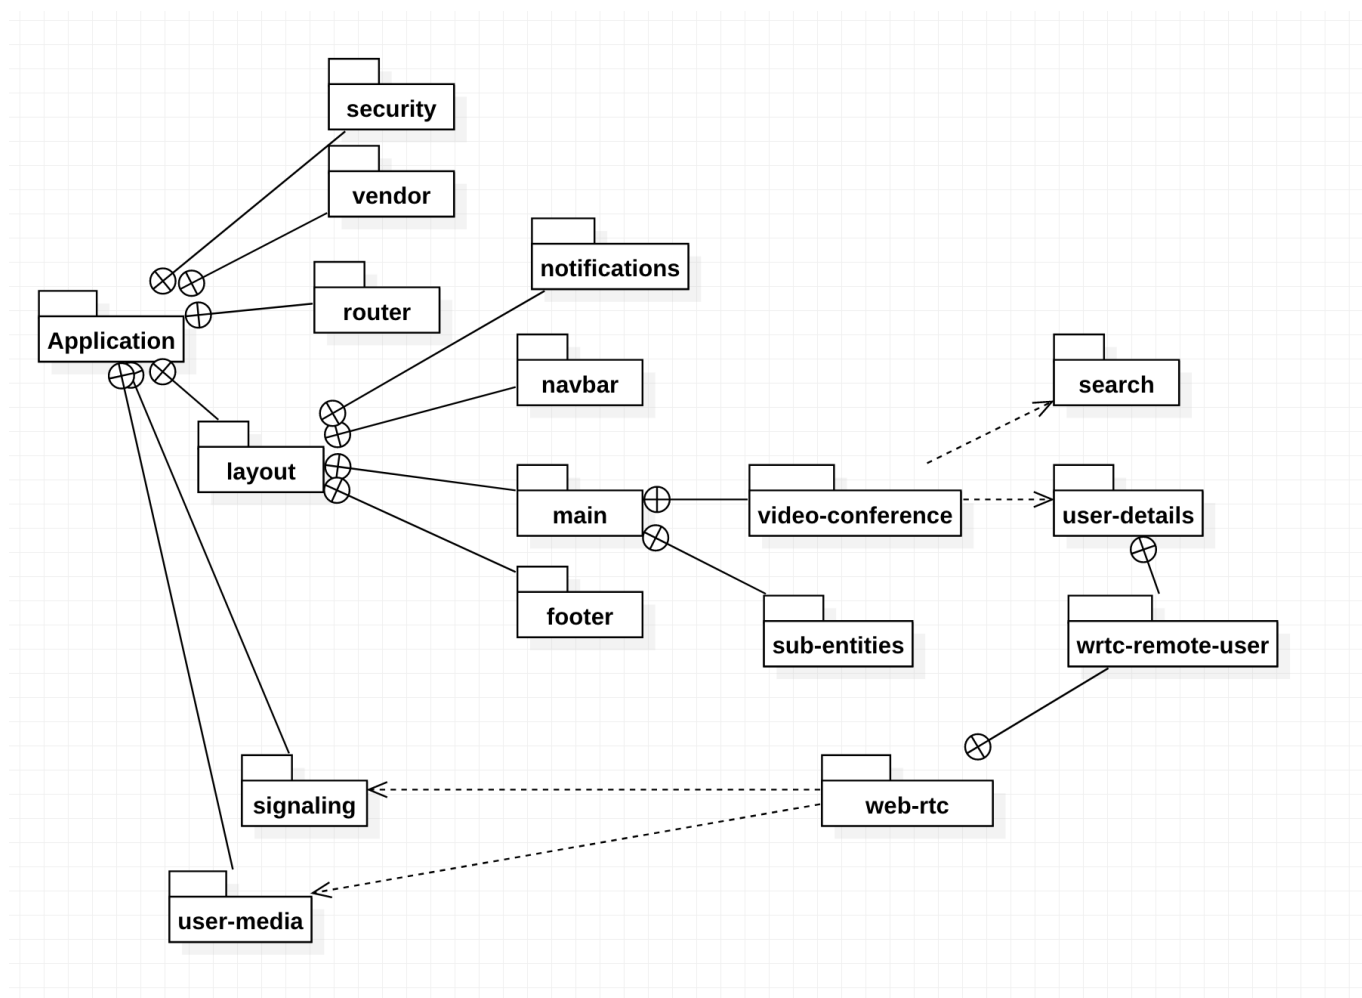 security
vendor
notifications
router
Application
navbar
search
layout
main
video-conference
user-details
footer
sub-entities
wrtc-remote-user
signaling
web-rtc
user-media